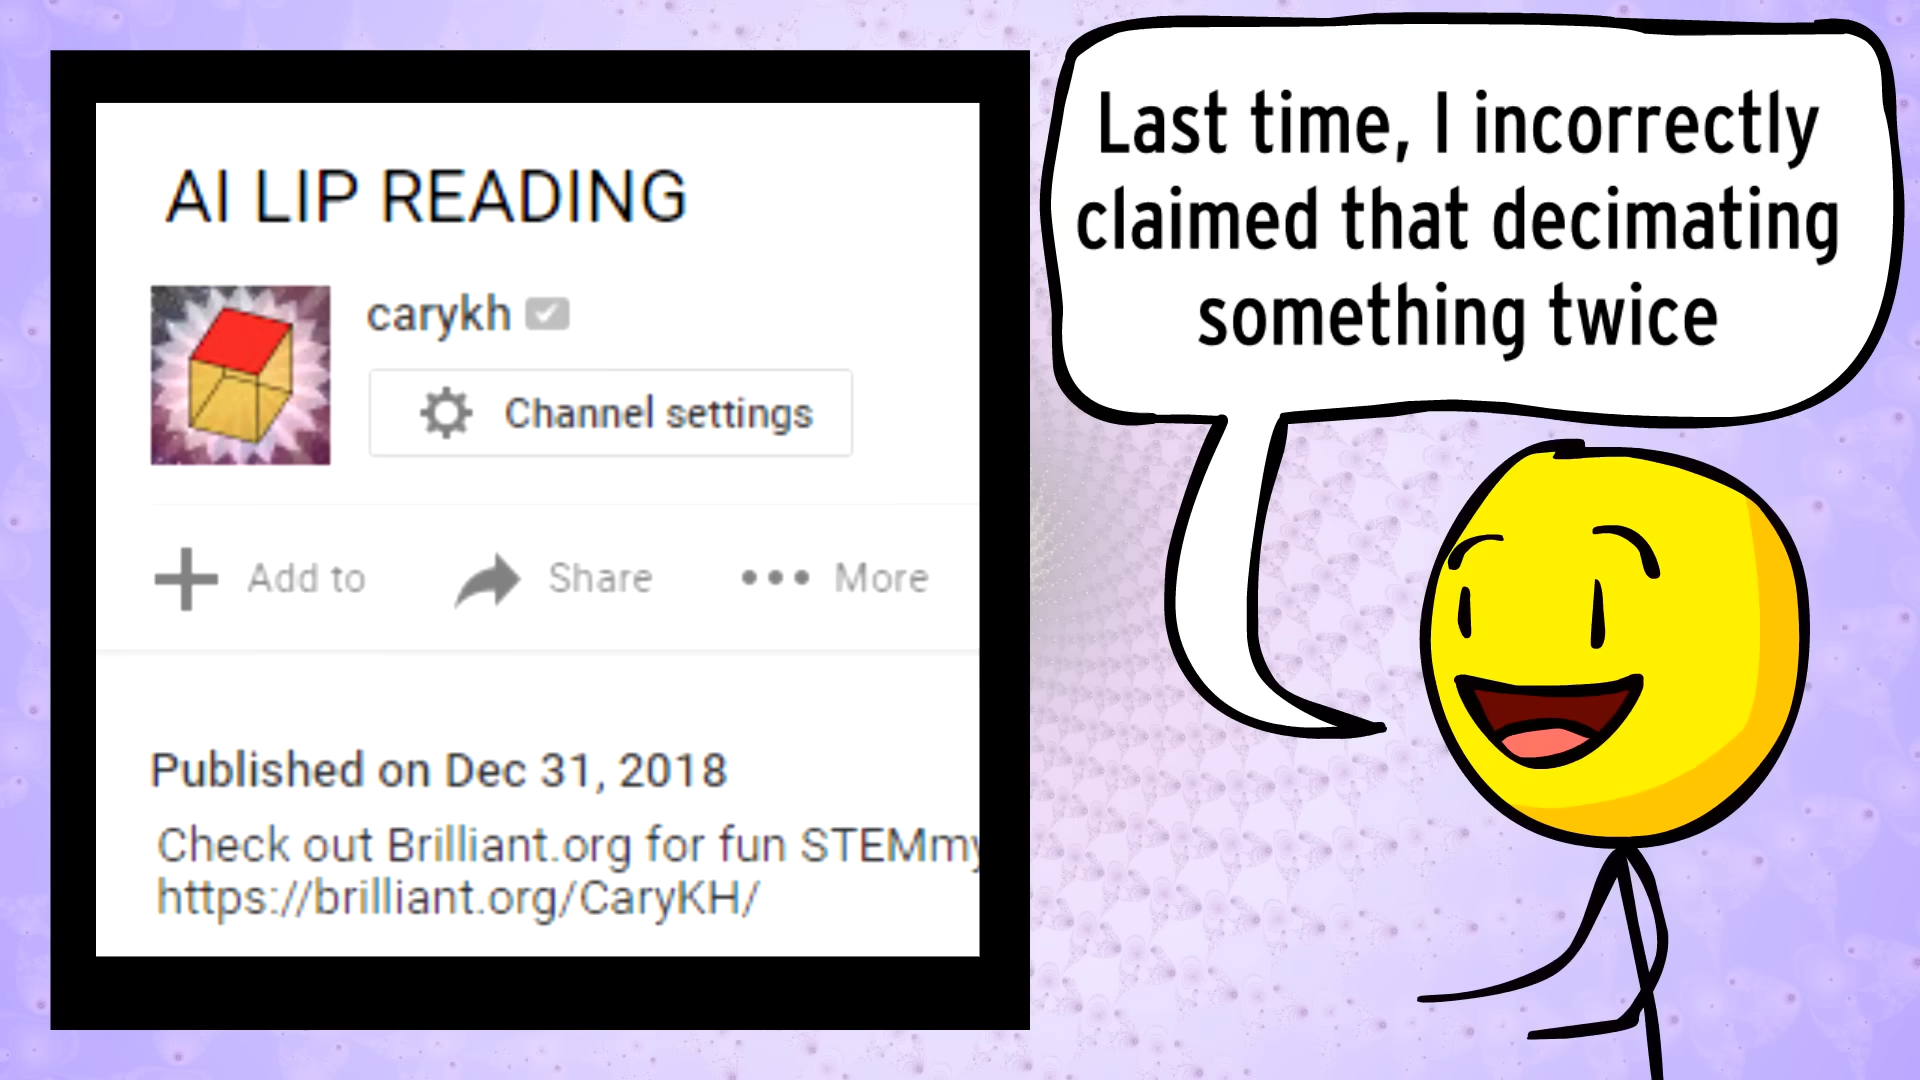 AI LIP READING
carykh
Channel settings
Add to Share More
Published on Dec 31, 2018
Check out Brilliant.org for fun STEMmy
https://brilliant.org/CaryKH/
Last time, I incorrectly
claimed that decimating
something twice